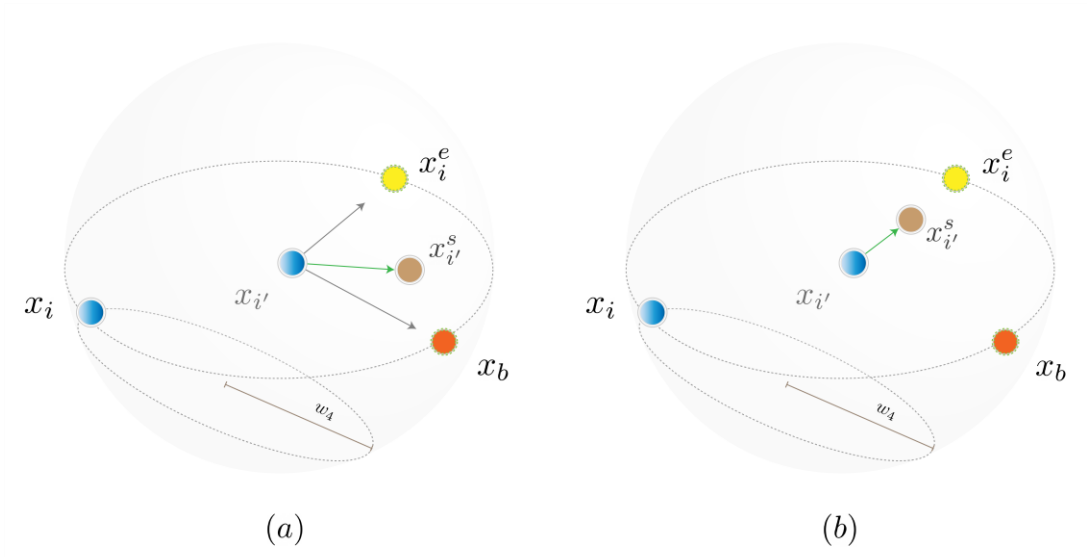 x_i^e
x_{i'}^s
x_{i'}
x_i
x_b
w_4
(a)
x_i^e
x_{i'}^s
x_{i'}
x_i
x_b
w_4
(b)